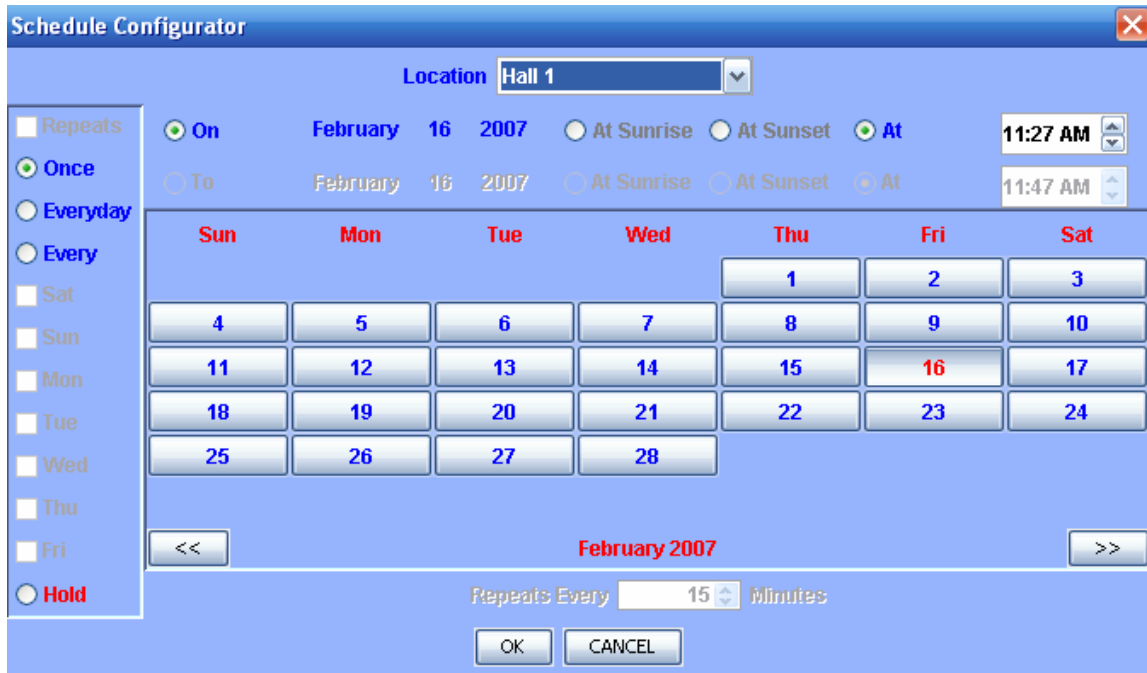 Schedule Configurator
Location Hall 1
Repeats
Once
Everyday
Every
Sat
Sun
Mon
Tue
Wed
Thu
Fri
Hold
On February 16 2007 At Sunrise At Sunset At 11:27 AM
To February 16 2007 At Sunrise At Sunset At 11:47 AM
Sun Mon Tue Wed Thu Fri Sat
1 2 3
4 5 6 7 8 9 10
11 12 13 14 15 16 17
18 19 20 21 22 23 24
25 26 27 28
<< February 2007 >>
Repeats Every 15 Minutes
OK CANCEL